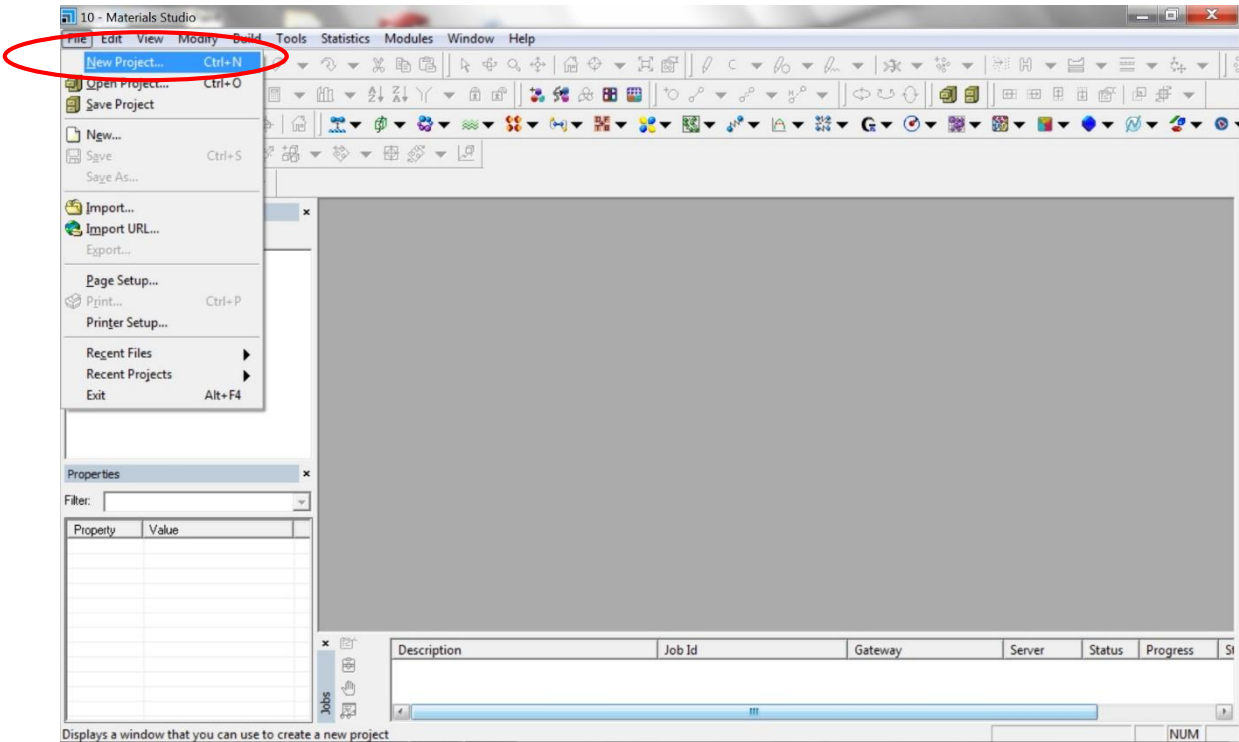 10 - Materials Studio
File Edit View Modify Build Tools Statistics Modules Window Help
New Project... Ctrl+N
Open Project... Ctrl+O
Save Project
New...
Save Ctrl+S
Save As...
Import...
Import URL...
Export...
Page Setup...
Print... Ctrl+P
Printer Setup...
Recent Files
Recent Projects
Exit Alt+F4
Properties
Filter:
Property Value
Jobs
Description Job Id Gateway Server Status Progress St
Displays a window that you can use to create a new project
NUM